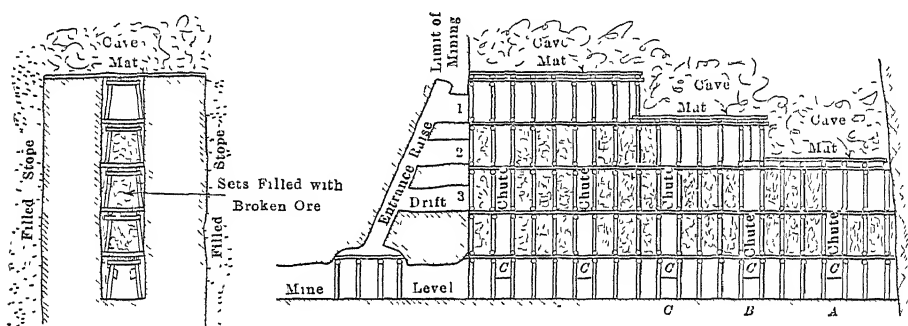 Cave
Mat
Filled Stope
Filled Stope
Sets Filled with
Broken Ore
Limit of
Mining
Entrance Raise
1
2
Drift 3
Mine Level
Cave
Mat
Cave
Mat
Cave
Mat
Chute
Chute
Chute
Chute
Chute
C
C
C
C
C
C
B
A